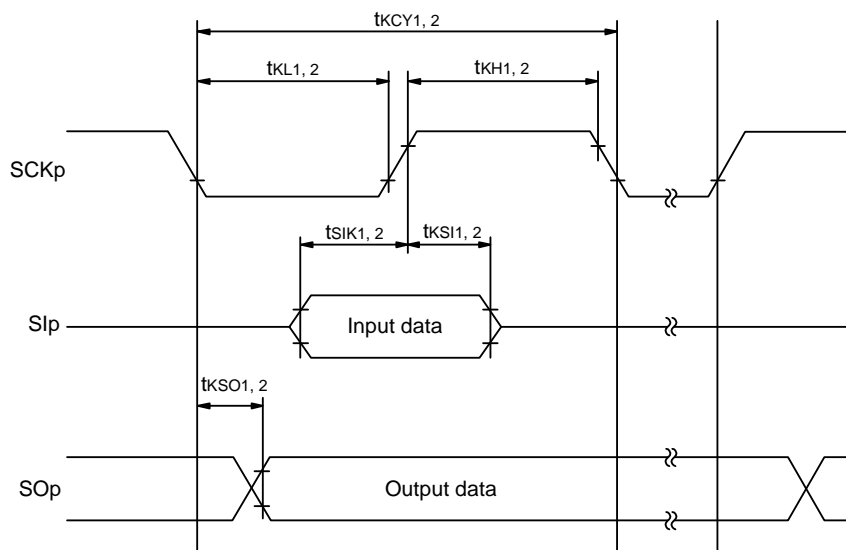 tKCY1, 2
tKL1, 2
tKH1, 2
SCKp
tSIK1, 2
tKSI1, 2
SIp
Input data
tKSO1, 2
SOp
Output data